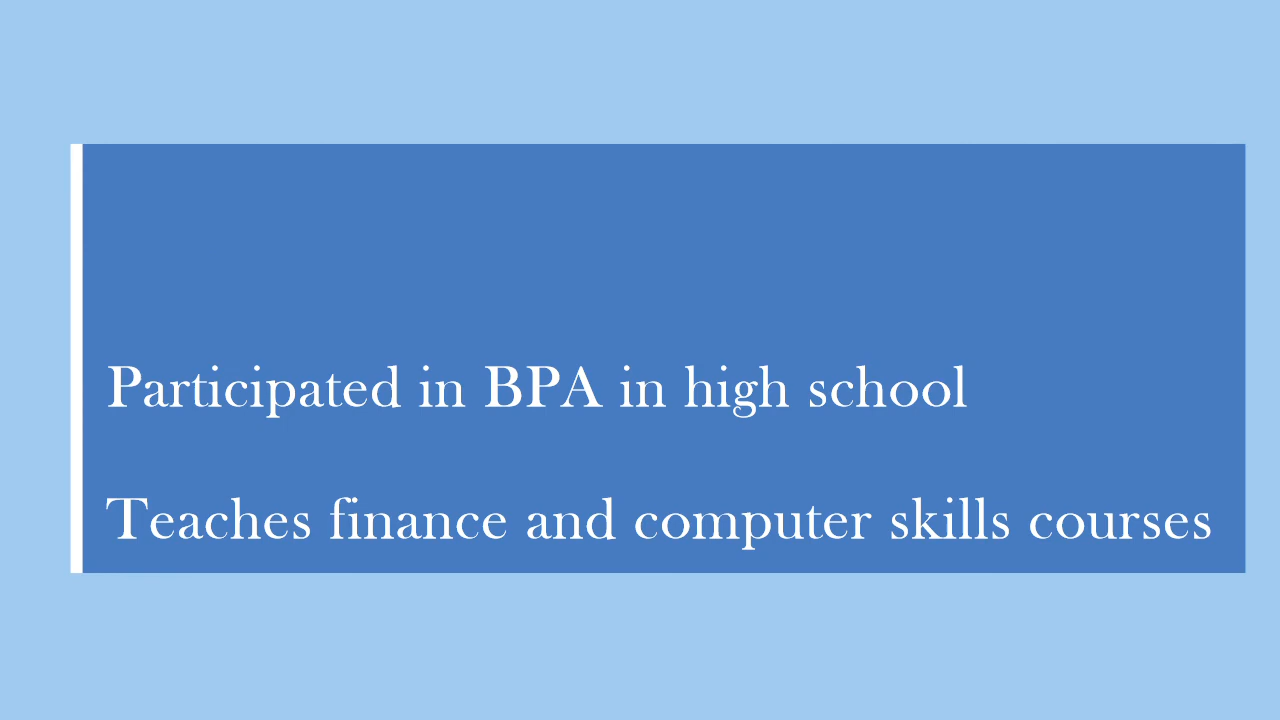 Participated in BPA in high school
Teaches finance and computer skills courses